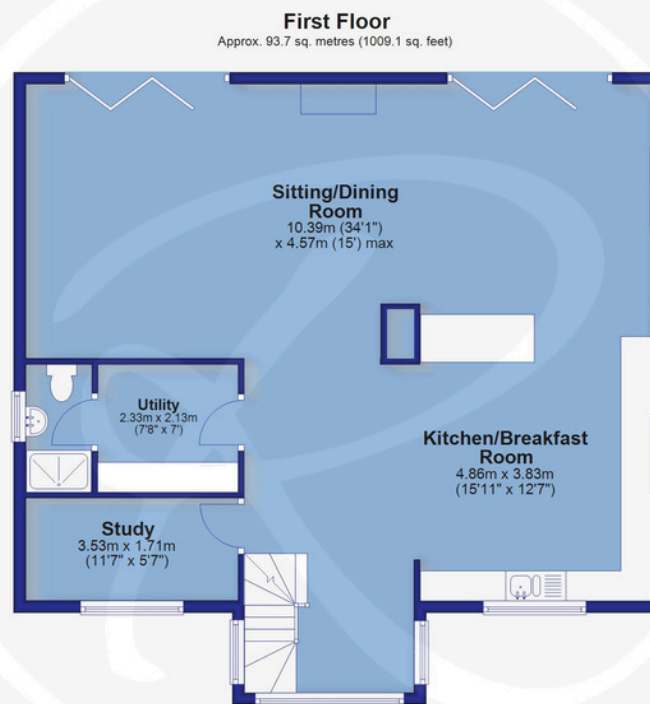 First Floor
Approx. 93.7 sq. metres (1009.1 sq. feet)
Sitting/Dining
Room
10.39m (34'1")
x 4.57m (15') max
Utility
2.33m x 2.13m
(7'8" x 7')
Kitchen/Breakfast
Room
4.86m x 3.83m
(15'11" x 12'7")
Study
3.53m x 1.71m
(11'7" x 5'7")